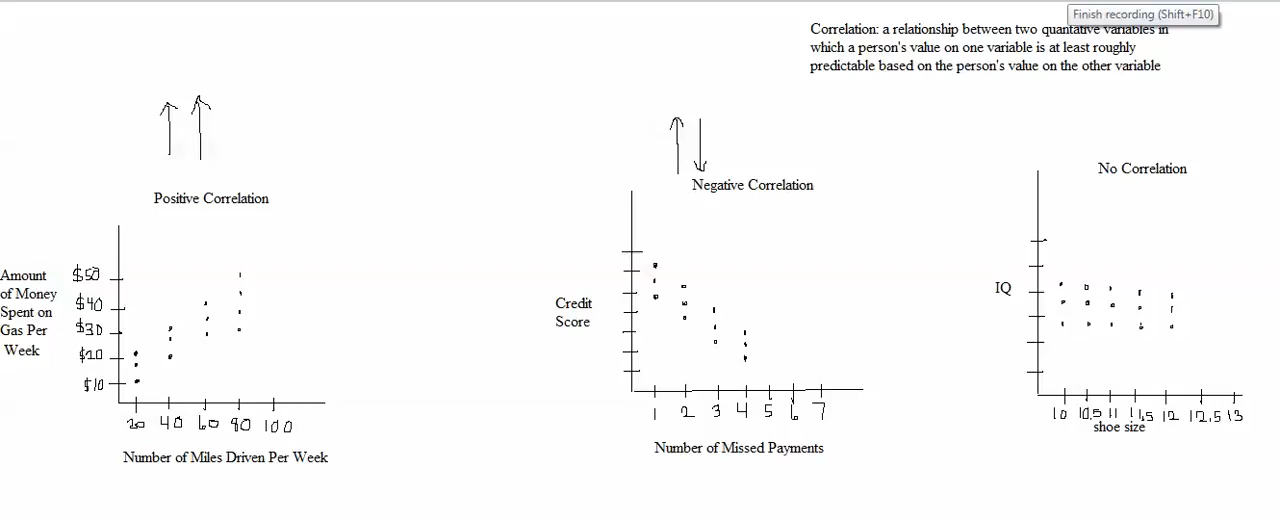 Finish recording (Shift+F10)
Correlation: a relationship between two quantative variables in
which a person's value on one variable is at least roughly
predictable based on the person's value on the other variable
Positive Correlation
Amount
of Money
Spent on
Gas Per
Week
$50
$40
$30
$20
$10
20 40 60 80 100
Number of Miles Driven Per Week
Negative Correlation
Credit
Score
1 2 3 4 5 6 7
Number of Missed Payments
No Correlation
IQ
10 10.5 11 11.5 12 12.5 13
shoe size